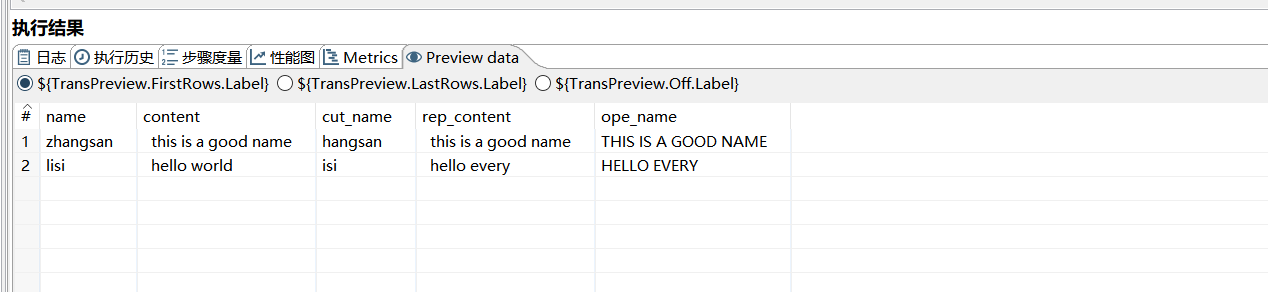 执行结果
日志 执行历史 步骤度量 性能图 Metrics Preview data
${TransPreview.FirstRows.Label} ${TransPreview.LastRows.Label} ${TransPreview.Off.Label}
# name content cut_name rep_content ope_name
1 zhangsan this is a good name hangsan this is a good name THIS IS A GOOD NAME
2 lisi hello world isi hello every HELLO EVERY